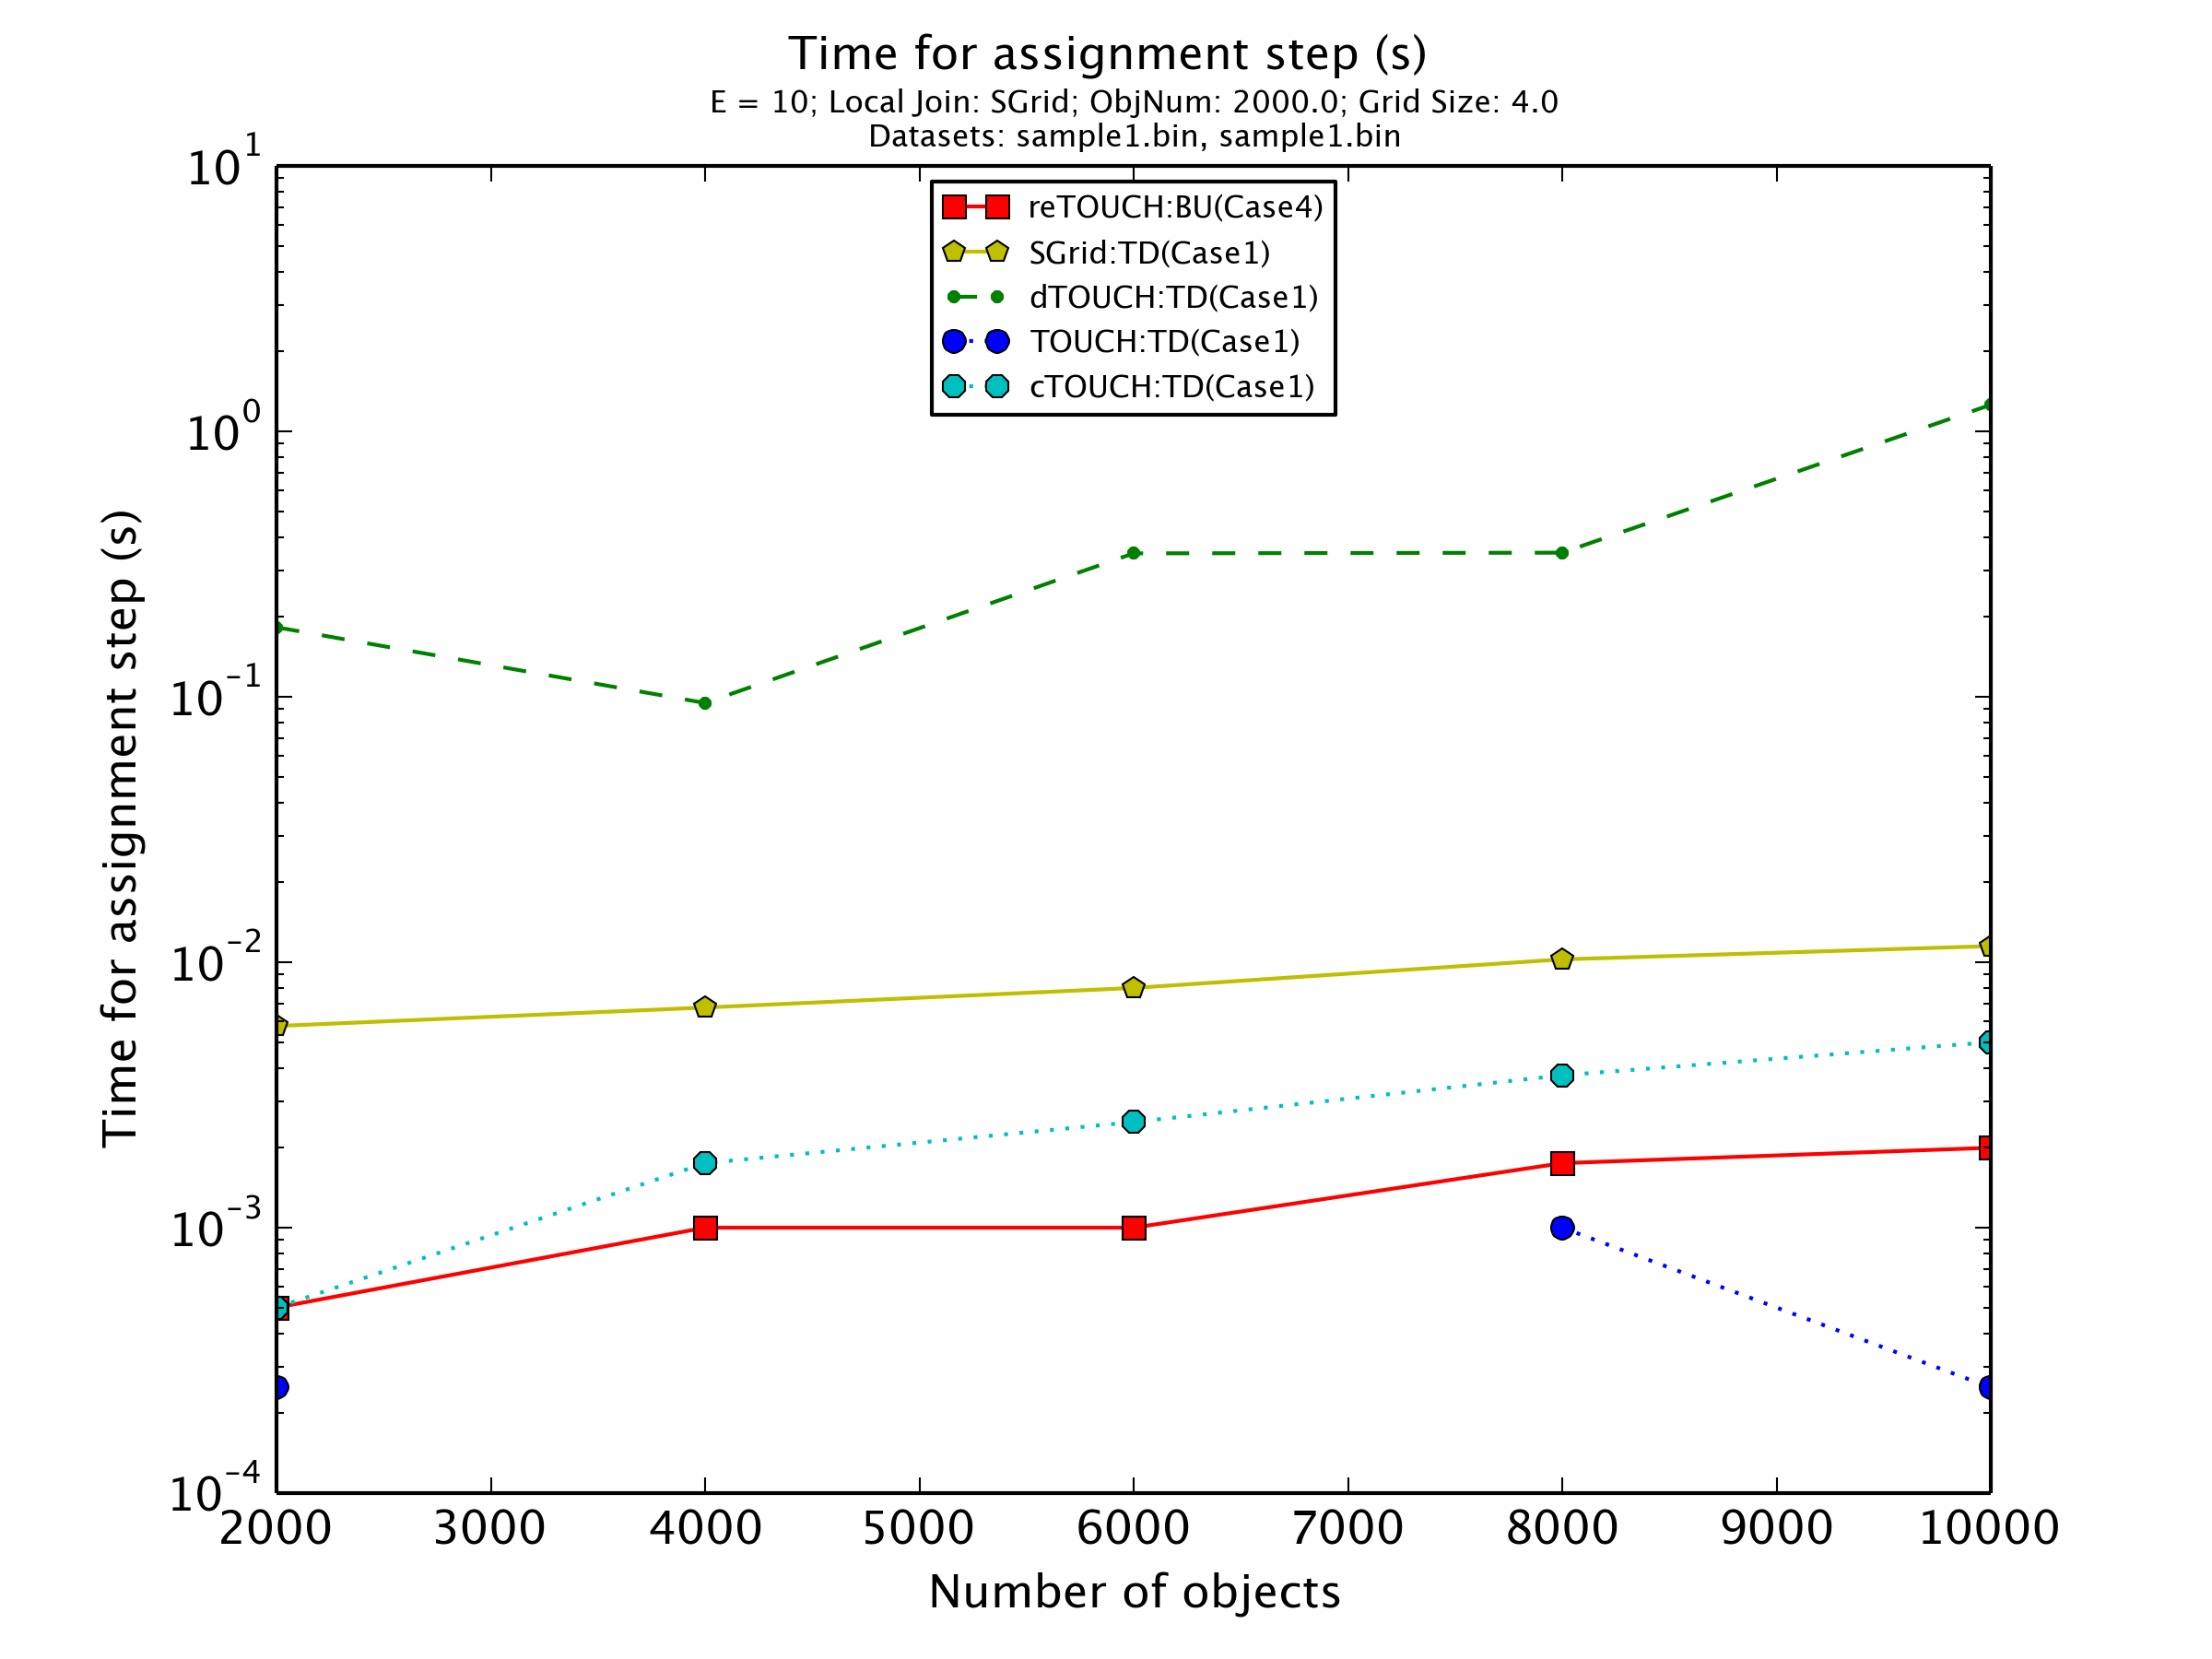 Time for assignment step (s)
E = 10; Local Join: SGrid; ObjNum: 2000.0; Grid Size: 4.0
Datasets: sample1.bin, sample1.bin
reTOUCH:BU(Case4)
SGrid:TD(Case1)
dTOUCH:TD(Case1)
TOUCH:TD(Case1)
cTOUCH:TD(Case1)
Time for assignment step (s)
10^1
10^0
10^-1
10^-2
10^-3
10^-4
2000 3000 4000 5000 6000 7000 8000 9000 10000
Number of objects